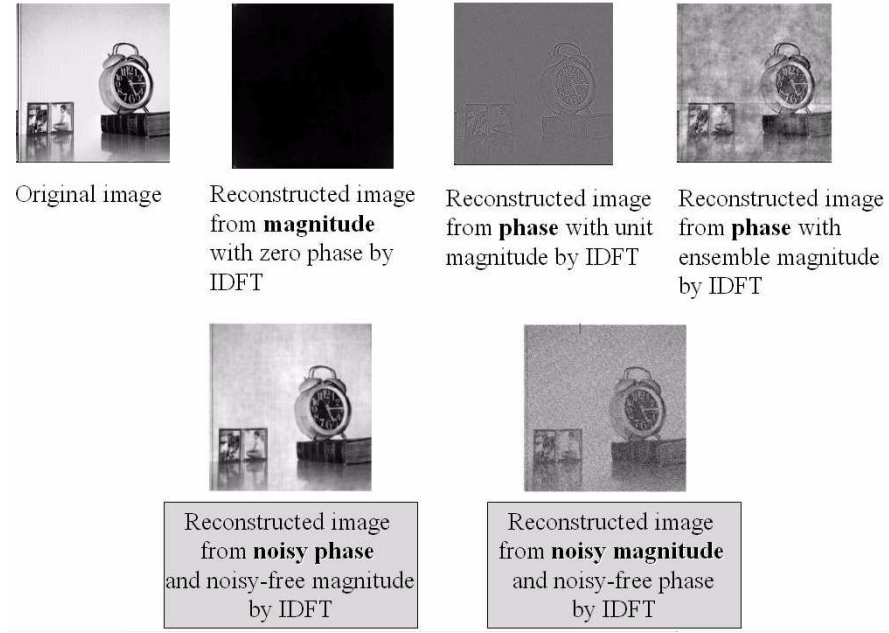 Original image
Reconstructed image
from magnitude
with zero phase by
IDFT
Reconstructed image
from phase with unit
magnitude by IDFT
Reconstructed image
from phase with
ensemble magnitude
by IDFT
Reconstructed image
from noisy phase
and noisy-free magnitude
by IDFT
Reconstructed image
from noisy magnitude
and noisy-free phase
by IDFT